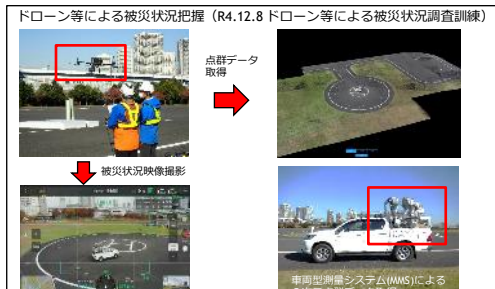 ドローン等による被災状況把握（R4.12.8 ドローン等による被災状況調査訓練）
点群データ
取得
被災状況映像撮影
車両型測量システム(MMS)による